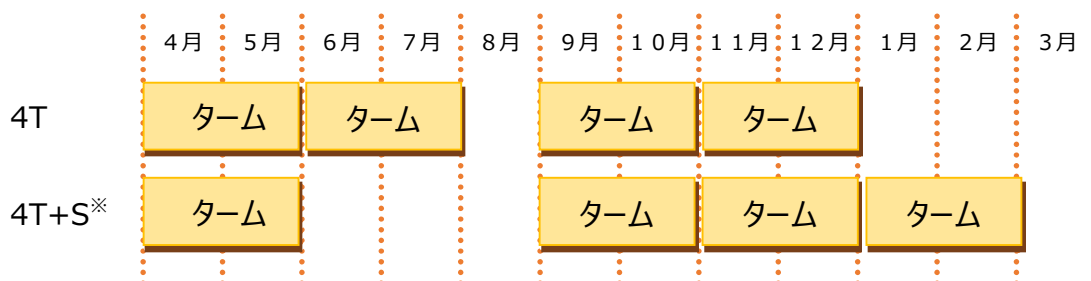 4月 5月 6月 7月 8月 9月 10月 11月 12月 1月 2月 3月
4T ターム ターム ターム ターム
4T+S※ ターム ターム ターム ターム